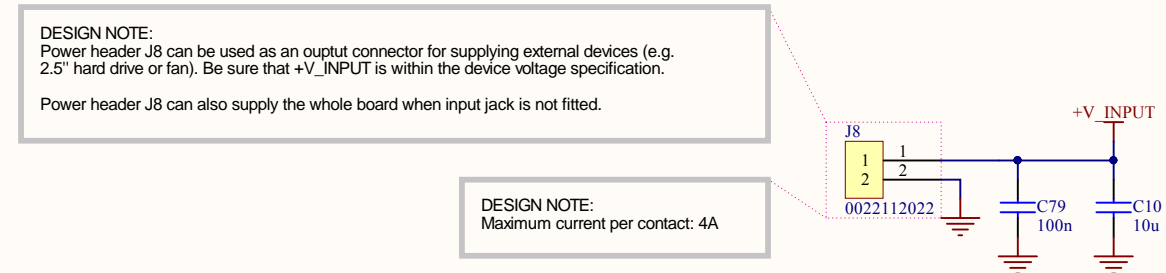 DESIGN NOTE:
Power header J8 can be used as an ouptut connector for supplying external devices (e.g.
2.5" hard drive or fan). Be sure that +V_INPUT is within the device voltage specification.
Power header J8 can also supply the whole board when input jack is not fitted.
+V_INPUT
J8
1 1
2 2
0022112022
DESIGN NOTE:
Maximum current per contact: 4A
C79
100n
C10
10u